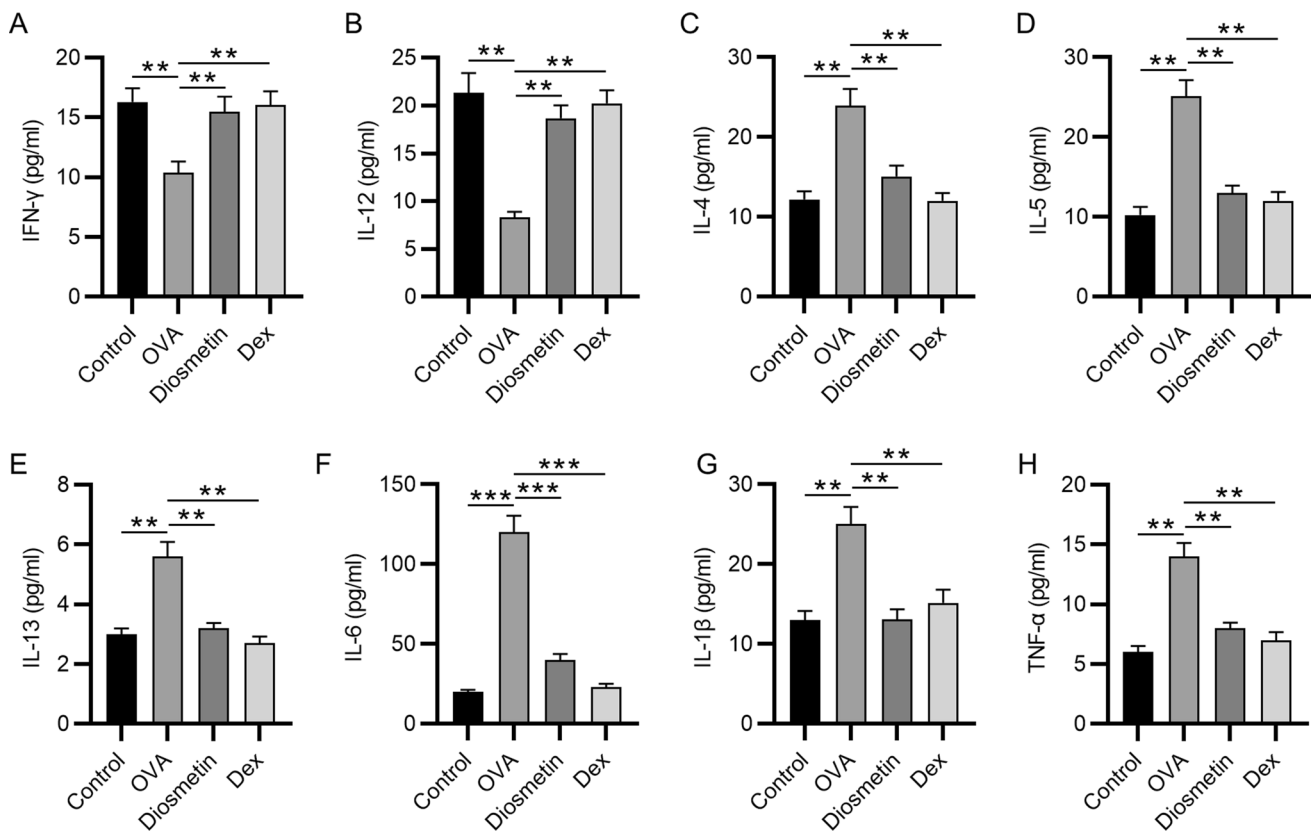 A
IFN-γ (pg/ml)
20
15
10
5
0
**
**
**
Control
OVA
Diosmetin
Dex
B
IL-12 (pg/ml)
25
20
15
10
5
0
**
**
**
Control
OVA
Diosmetin
Dex
C
IL-4 (pg/ml)
30
20
10
0
**
**
**
Control
OVA
Diosmetin
Dex
D
IL-5 (pg/ml)
30
20
10
0
**
**
**
Control
OVA
Diosmetin
Dex
E
IL-13 (pg/ml)
8
6
4
2
0
**
**
**
Control
OVA
Diosmetin
Dex
F
IL-6 (pg/ml)
150
100
50
0
***
***
***
Control
OVA
Diosmetin
Dex
G
IL-1β (pg/ml)
30
20
10
0
**
**
**
Control
OVA
Diosmetin
Dex
H
TNF-α (pg/ml)
20
15
10
5
0
**
**
**
Control
OVA
Diosmetin
Dex